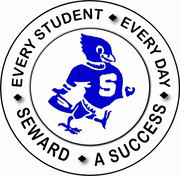 EVERY STUDENT ◆ EVERY DAY ◆
SEWARD ◆ A SUCCESS ◆
S